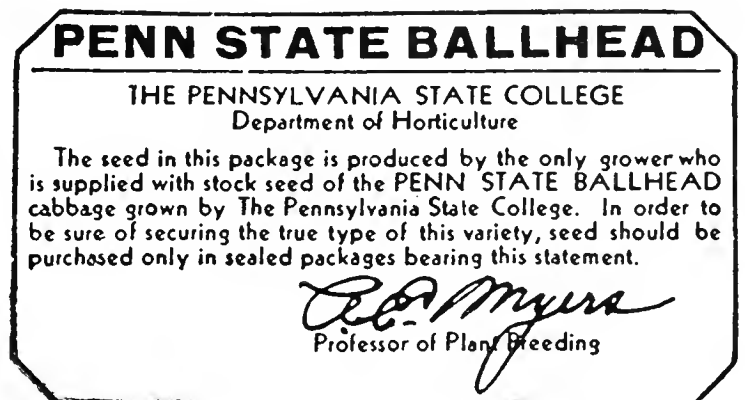 PENN STATE BALLHEAD
THE PENNSYLVANIA STATE COLLEGE
Department of Horticulture
The seed in this package is produced by the only grower who
is supplied with stock seed of the PENN STATE BALLHEAD
cabbage grown by The Pennsylvania State College. In order to
be sure of securing the true type of this variety, seed should be
purchased only in sealed packages bearing this statement.
Myers
Professor of Plant Breeding